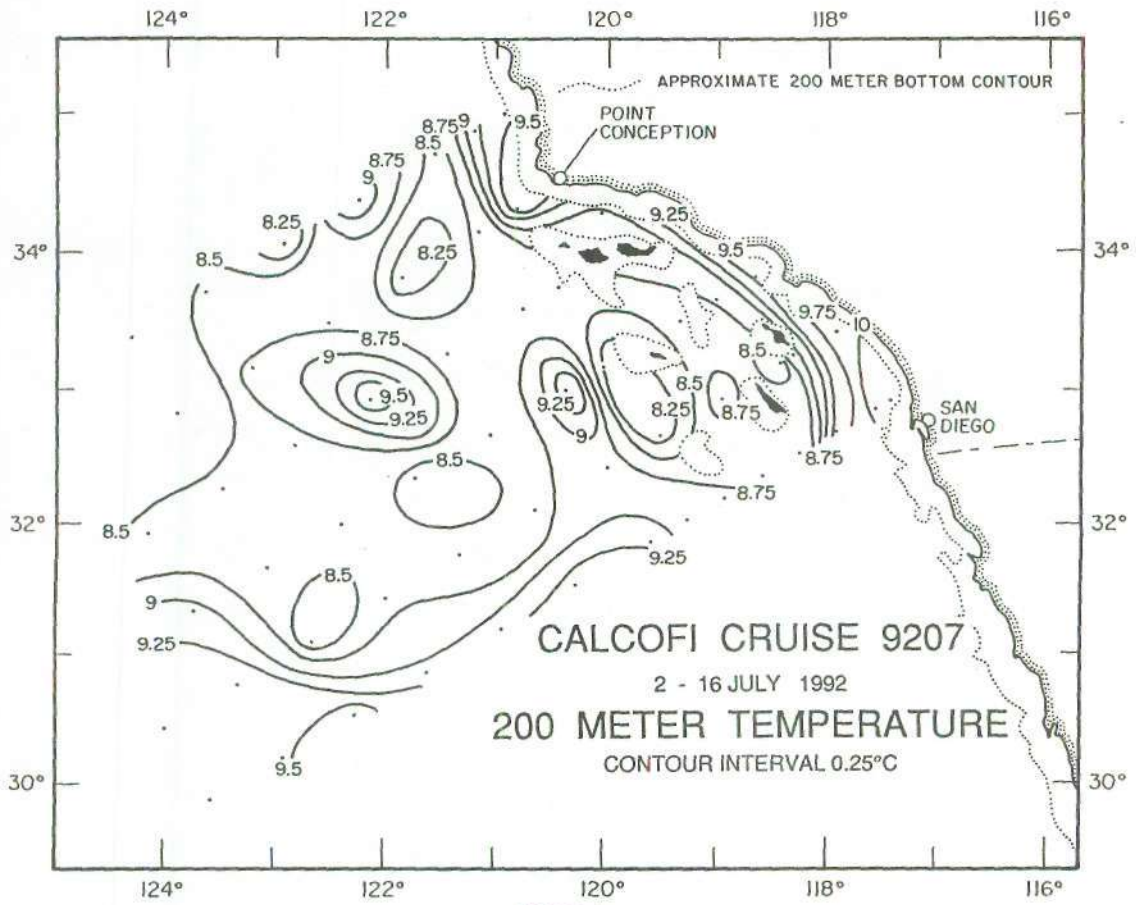 124° 122° 120° 118° 116°
APPROXIMATE 200 METER BOTTOM CONTOUR
POINT
CONCEPTION
8.75 9 9.5
8.5
8.75
9
8.25
9.25
34° 8.5 8.25 9.5 34°
9.75
10
8.75
9
8.5
9.5 9.25 8.5
9.25 8.25 8.75
9
SAN
DIEGO
8.75
8.5 8.75
32° 8.5 32°
9.25
8.5
9
9.25
CALCOFI CRUISE 9207
2 - 16 JULY 1992
200 METER TEMPERATURE
CONTOUR INTERVAL 0.25°C
9.5
30° 30°
124° 122° 120° 118° 116°